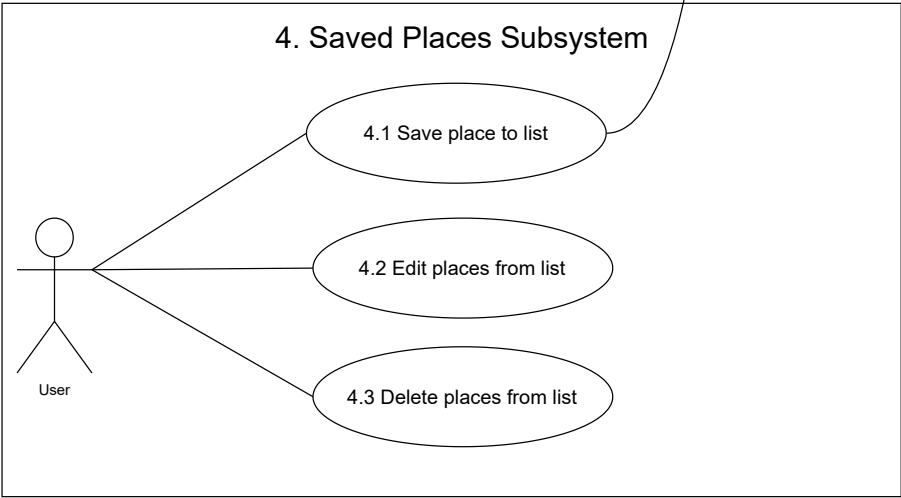 4. Saved Places Subsystem
4.1 Save place to list
4.2 Edit places from list
4.3 Delete places from list
User